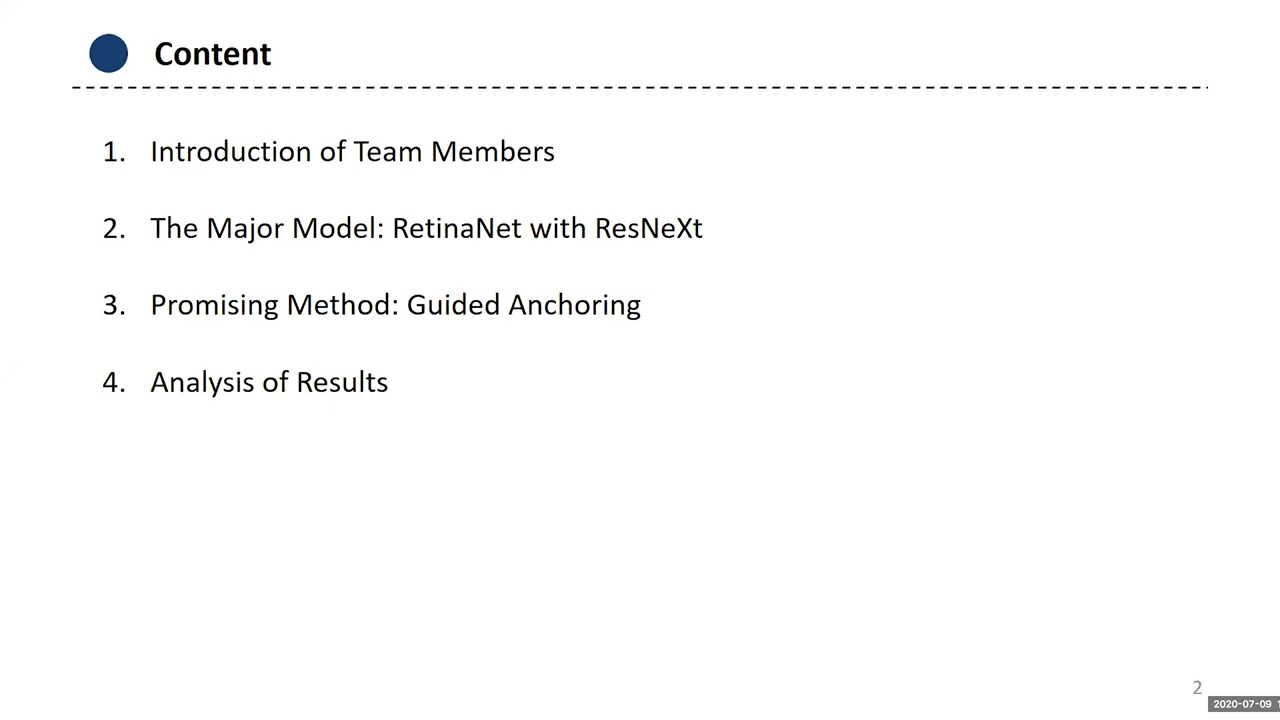 Content
1. Introduction of Team Members
2. The Major Model: RetinaNet with ResNeXt
3. Promising Method: Guided Anchoring
4. Analysis of Results
2
2020-07-09